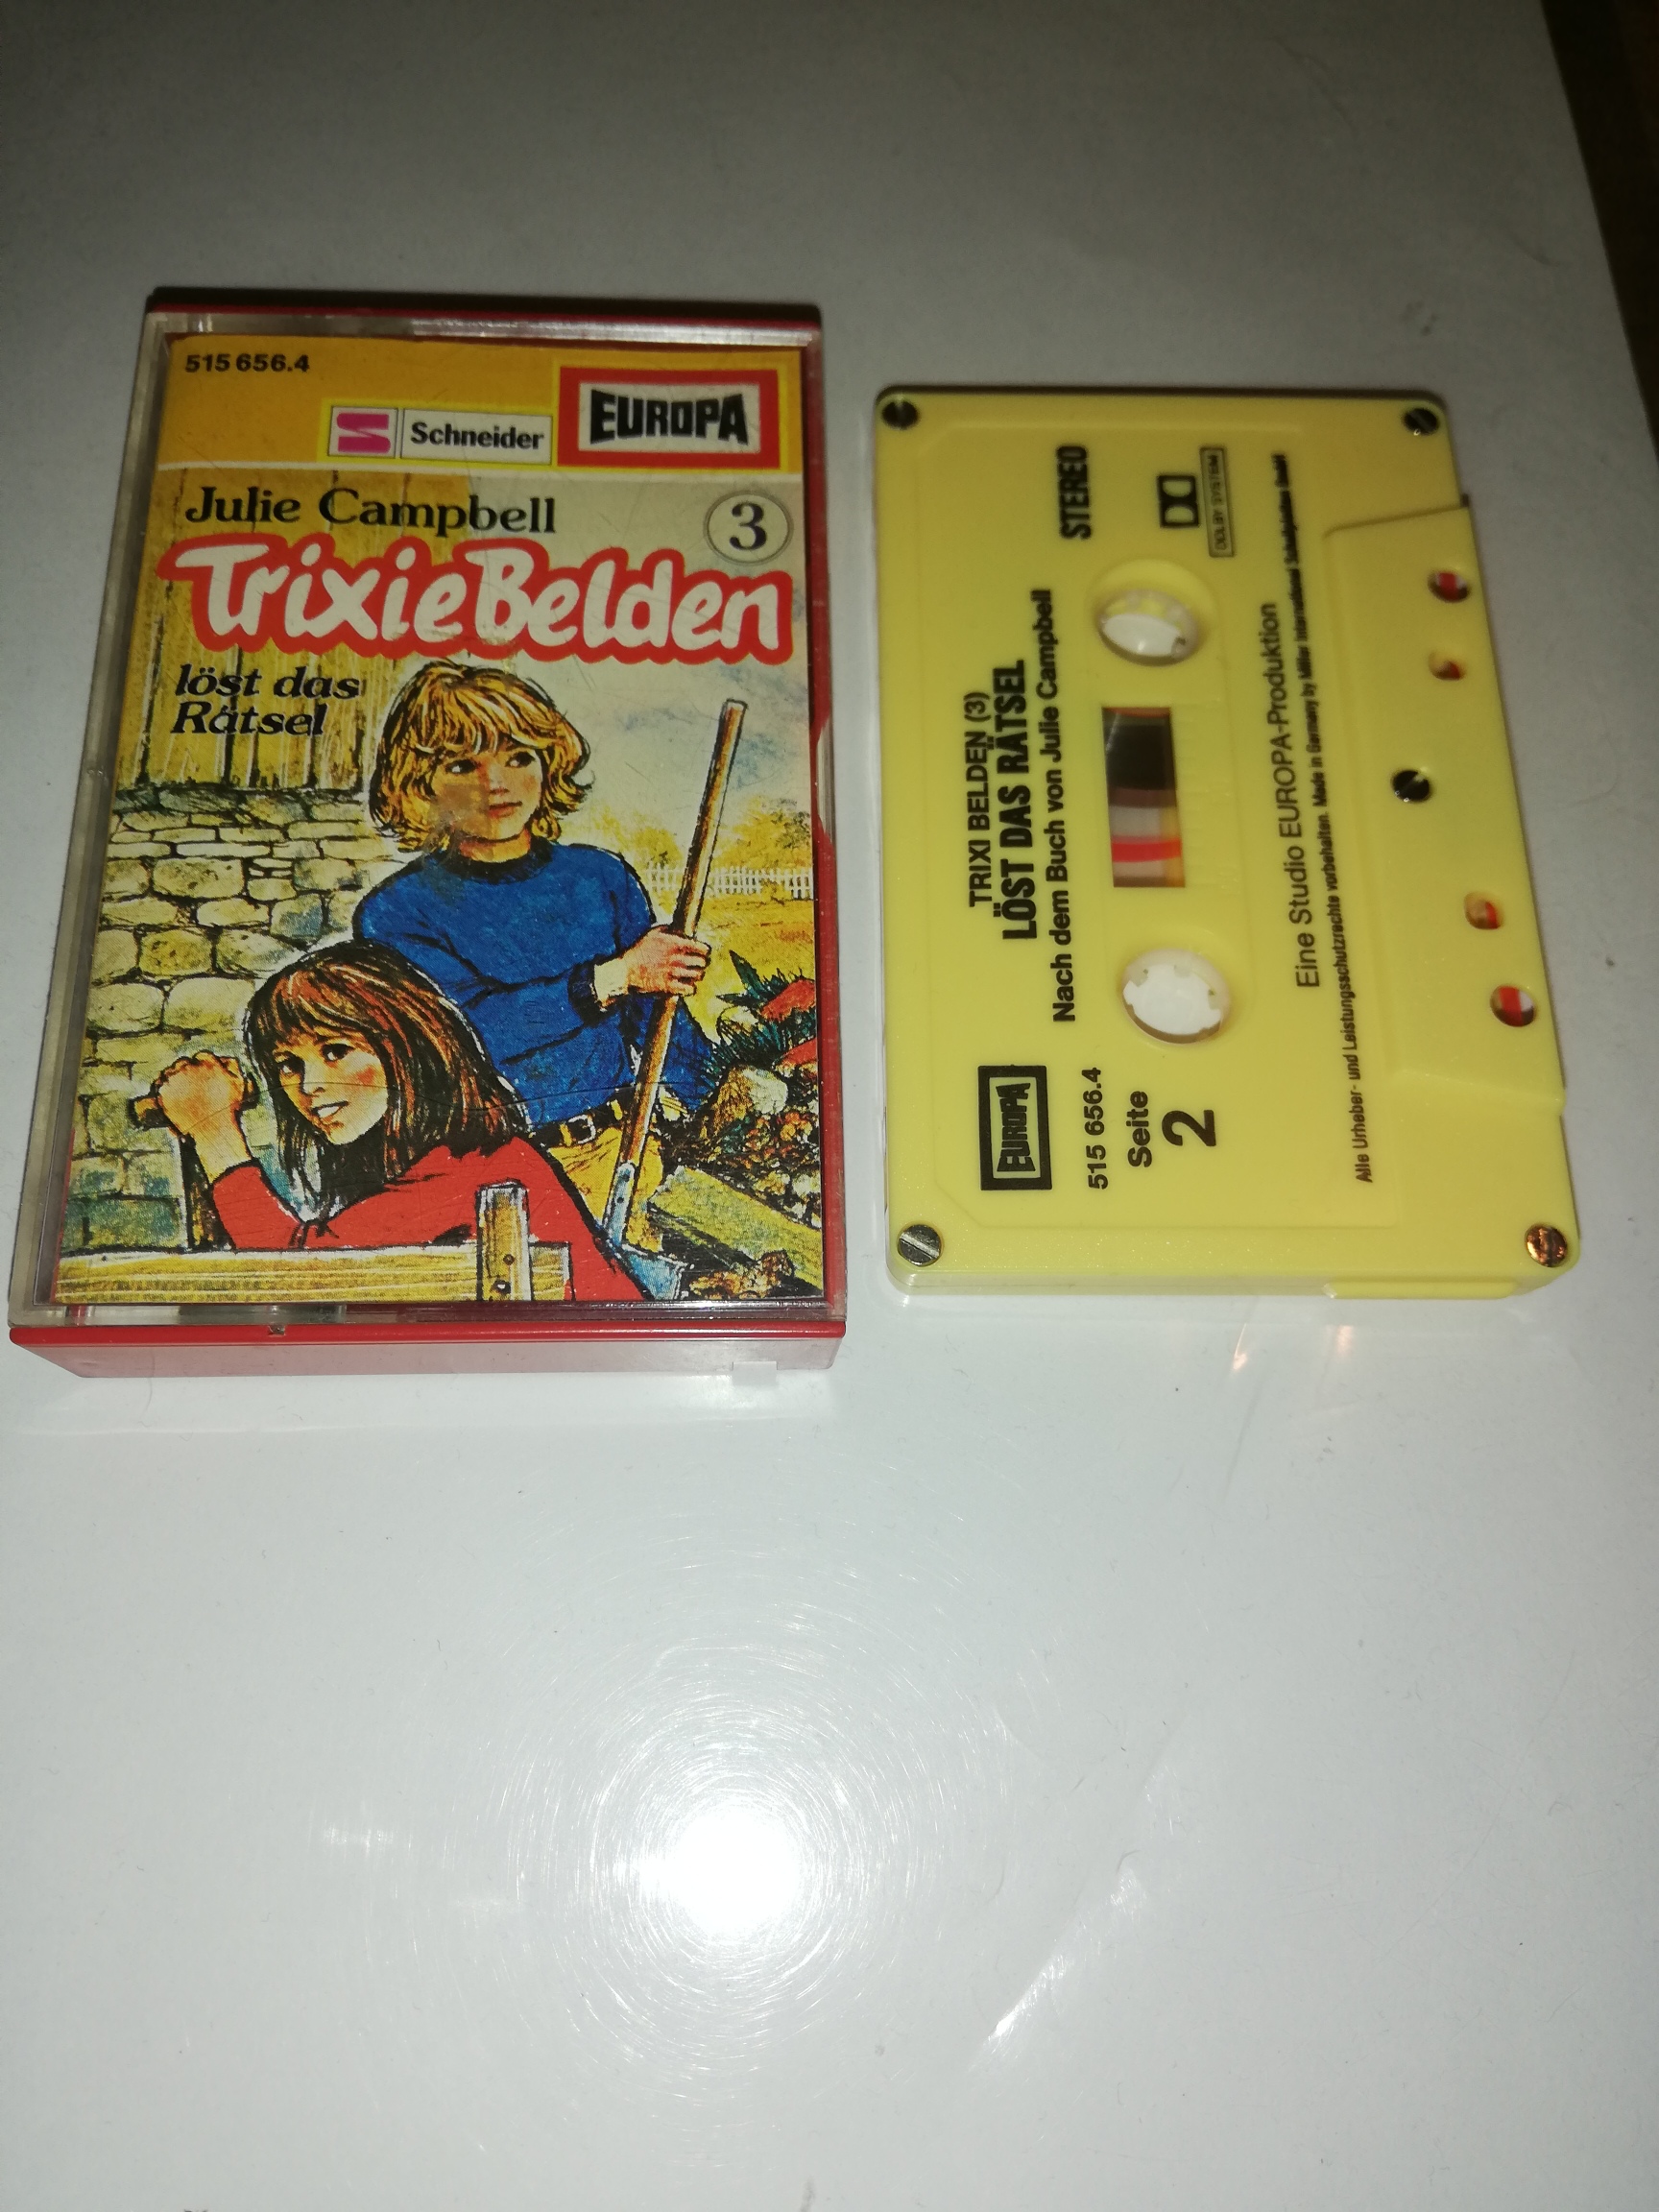 515 656.4
Schneider
EUROPA
Julie Campbell
3
Trixie Belden
löst das
Rätsel
TRIXI BELDEN (3)
LÖST DAS RÄTSEL
Nach dem Buch von Julie Campbell
STEREO
DOLBY SYSTEM
EUROPA
515 656.4
Seite
2
Eine Studio EUROPA-Produktion
Alle Urheber- und Leistungsschutzrechte vorbehalten. Made in Germany by Miller International Schallplatten GmbH